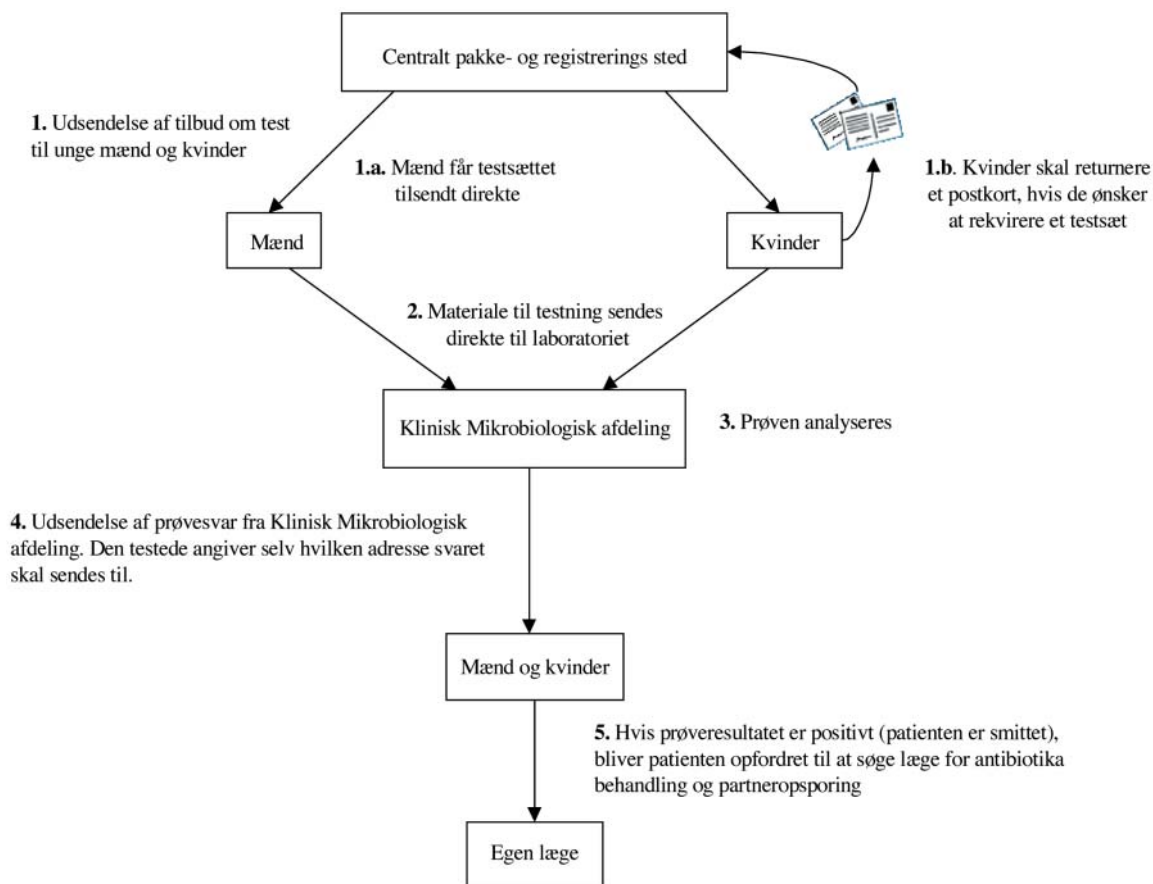 Centralt pakke- og registrerings sted
1. Udsendelse af tilbud om test
til unge mænd og kvinder
1.a. Mænd får testsættet
tilsendt direkte
1.b. Kvinder skal returnere
et postkort, hvis de ønsker
at rekvirere et testsæt
Mænd
Kvinder
2. Materiale til testning sendes
direkte til laboratoriet
Klinisk Mikrobiologisk afdeling
3. Prøven analyseres
4. Udsendelse af prøvesvar fra Klinisk Mikrobiologisk
afdeling. Den testede angiver selv hvilken adresse svaret
skal sendes til.
Mænd og kvinder
5. Hvis prøveresultatet er positivt (patienten er smittet),
bliver patienten opfordret til at søge læge for antibiotika
behandling og partneropsporing
Egen læge